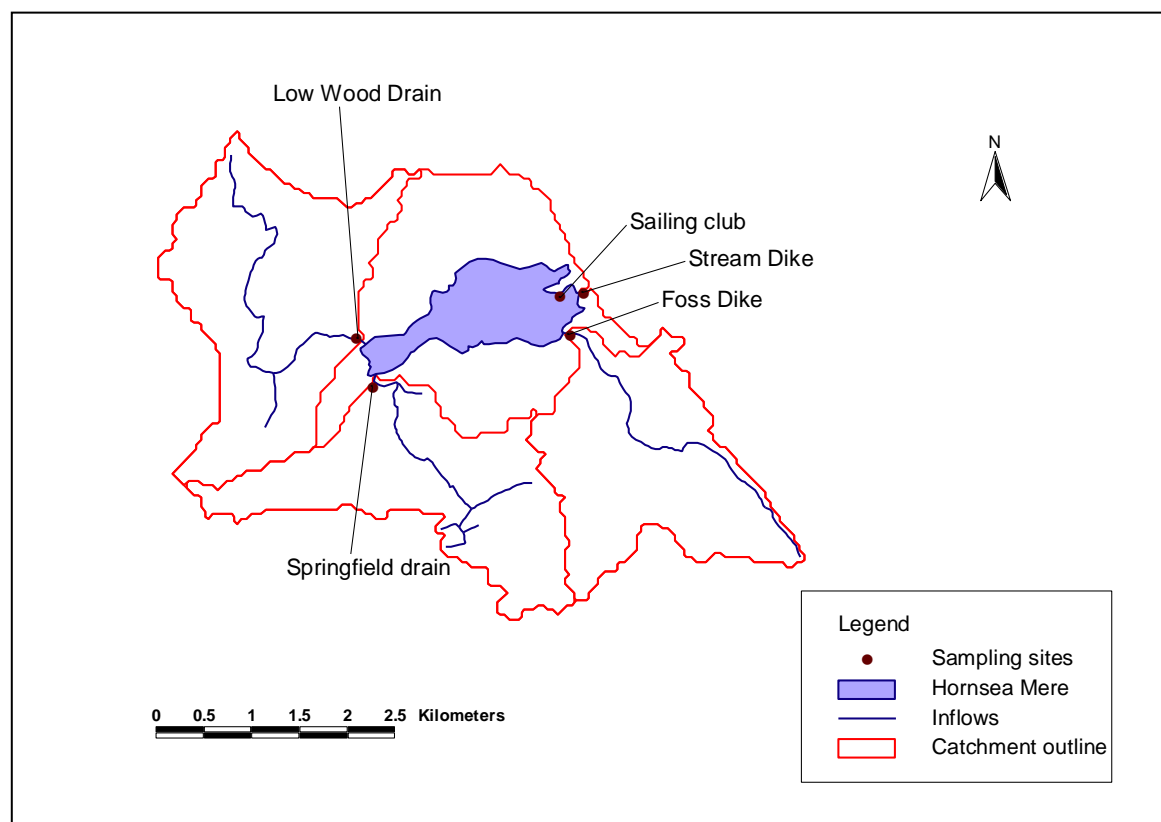 Low Wood Drain
N
Sailing club
Stream Dike
Foss Dike
Springfield drain
Legend
Sampling sites
Hornsea Mere
Inflows
Catchment outline
0 0.5 1 1.5 2 2.5 Kilometers